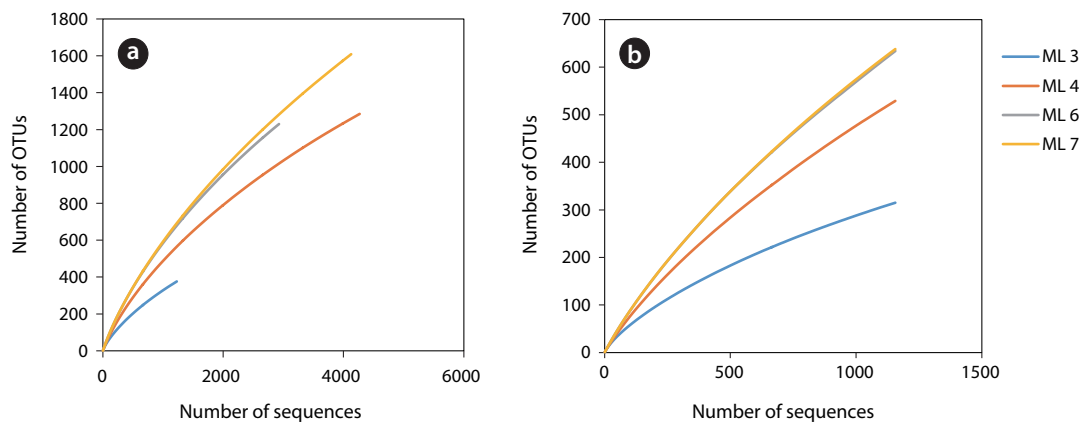 a
Number of OTUs
1800
1600
1400
1200
1000
800
600
400
200
0
0 2000 4000 6000
Number of sequences
b
Number of OTUs
700
600
500
400
300
200
100
0
0 500 1000 1500
Number of sequences
ML 3
ML 4
ML 6
ML 7